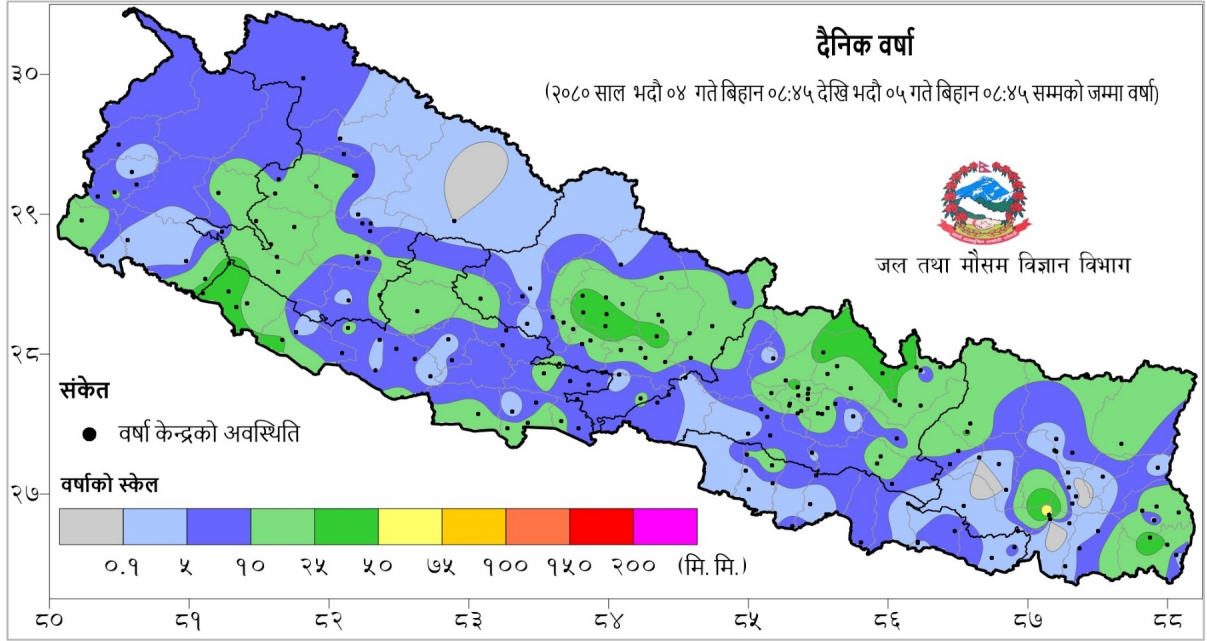 दैनिक वर्षा
(२०८० साल भदौ ०४ गते बिहान ०८:४५ देखि भदौ ०५ गते बिहान ०८:४५ सम्मको जम्मा वर्षा)
जल तथा मौसम विज्ञान विभाग
३०
२९
२८
२७
संकेत
वर्षा केन्द्रको अवस्थिति
वर्षाको स्केल
०.१ ५ १० २५ ५० ७५ १०० १५० २०० (मि. मि.)
८० ८१ ८२ ८३ ८४ ८५ ८६ ८७ ८८